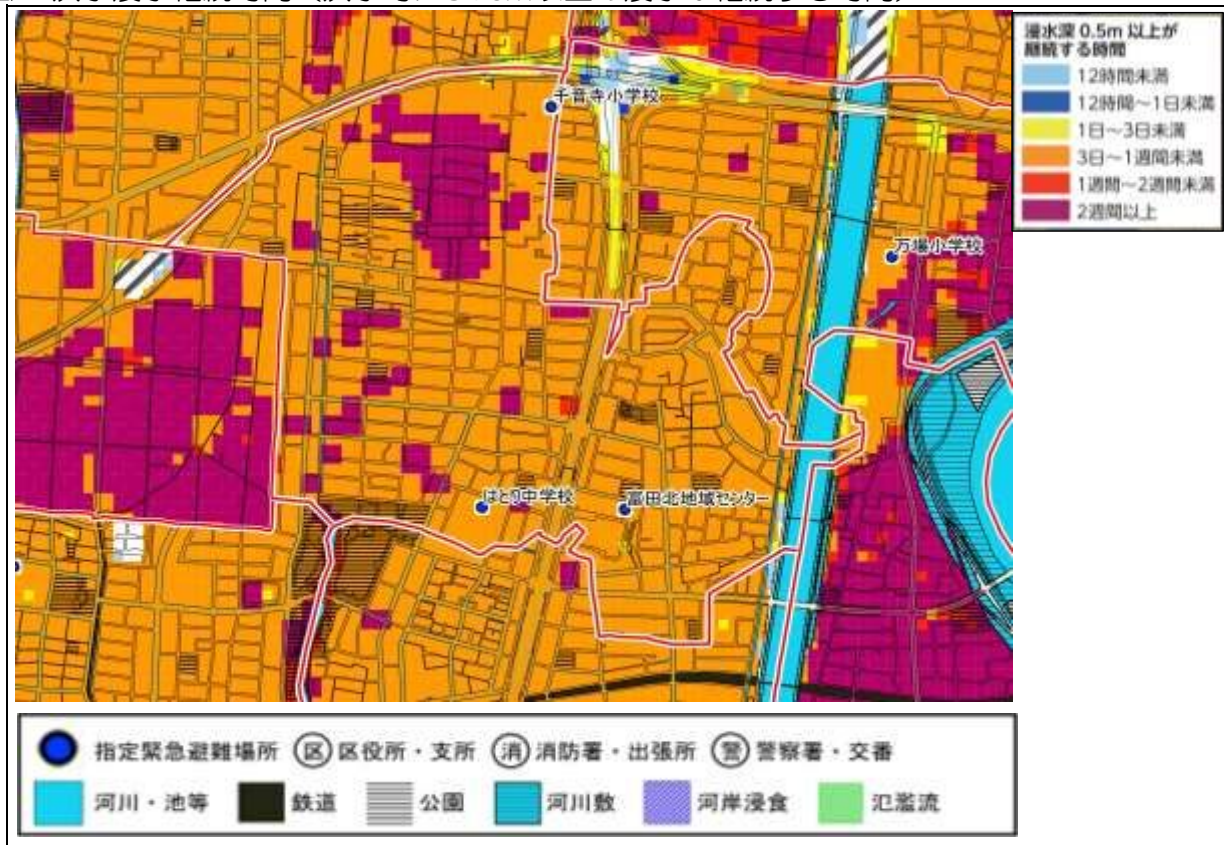 浸水深 0.5m 以上が
継続する時間
12時間未満
12時間～1日未満
1日～3日未満
3日～1週間未満
1週間～2週間未満
2週間以上
千音寺小学校
万場小学校
はとり中学校
富田北地域センター
指定緊急避難場所 区 区役所・支所 消 消防署・出張所 警 警察署・交番
河川・池等 鉄道 公園 河川敷 河岸浸食 氾濫流